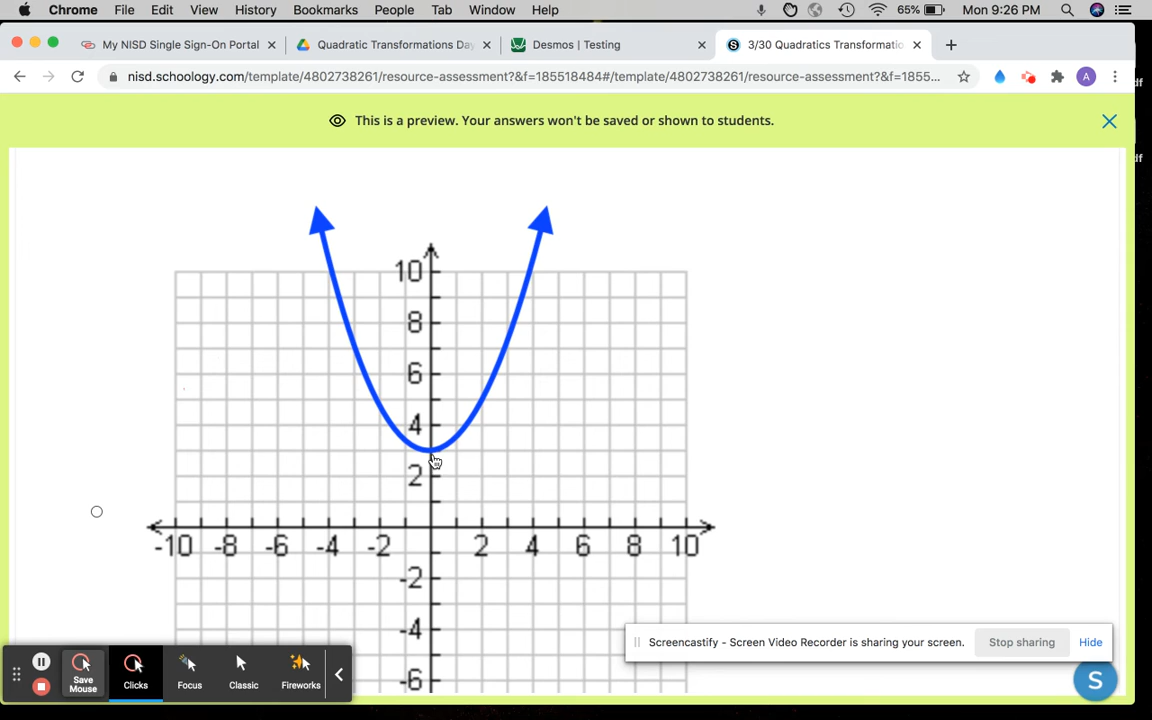 Chrome File Edit View History Bookmarks People Tab Window Help 65% Mon 9:26 PM
My NISD Single Sign-On Portal Quadratic Transformations Day Desmos | Testing 3/30 Quadratics Transformatio
nisd.schoology.com/template/4802738261/resource-assessment?&f=185518484#/template/4802738261/resource-assessment?&f=1855... A
df
This is a preview. Your answers won't be saved or shown to students.
df
10
8
6
4
2
-10 -8 -6 -4 -2 2 4 6 8 10
-2
-4
-6
Screencastify - Screen Video Recorder is sharing your screen. Stop sharing Hide
Save Mouse Clicks Focus Classic Fireworks
S